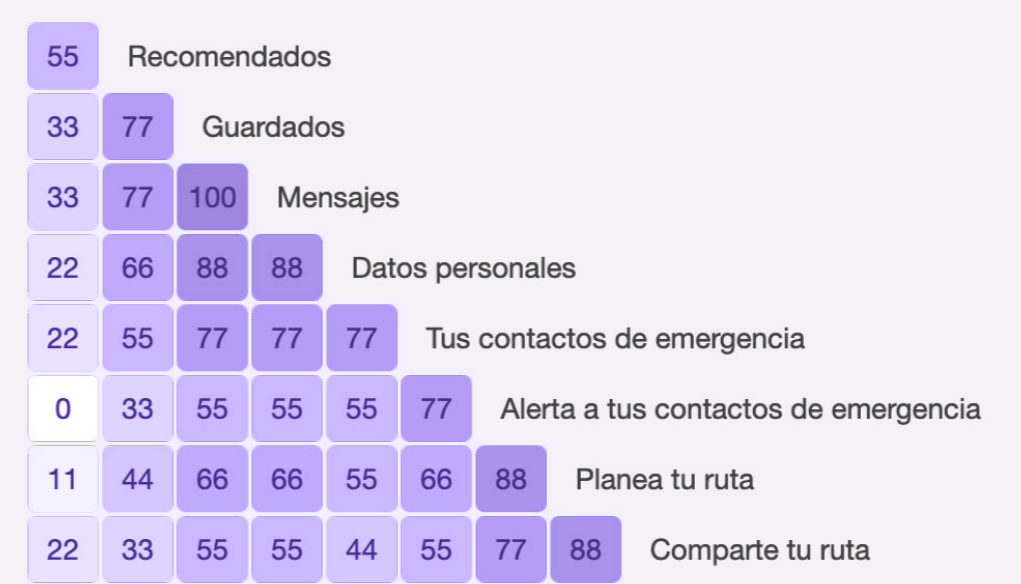 55 Recomendados
33 77 Guardados
33 77 100 Mensajes
22 66 88 88 Datos personales
22 55 77 77 77 Tus contactos de emergencia
0 33 55 55 55 77 Alerta a tus contactos de emergencia
11 44 66 66 55 66 88 Planea tu ruta
22 33 55 55 44 55 77 88 Comparte tu ruta